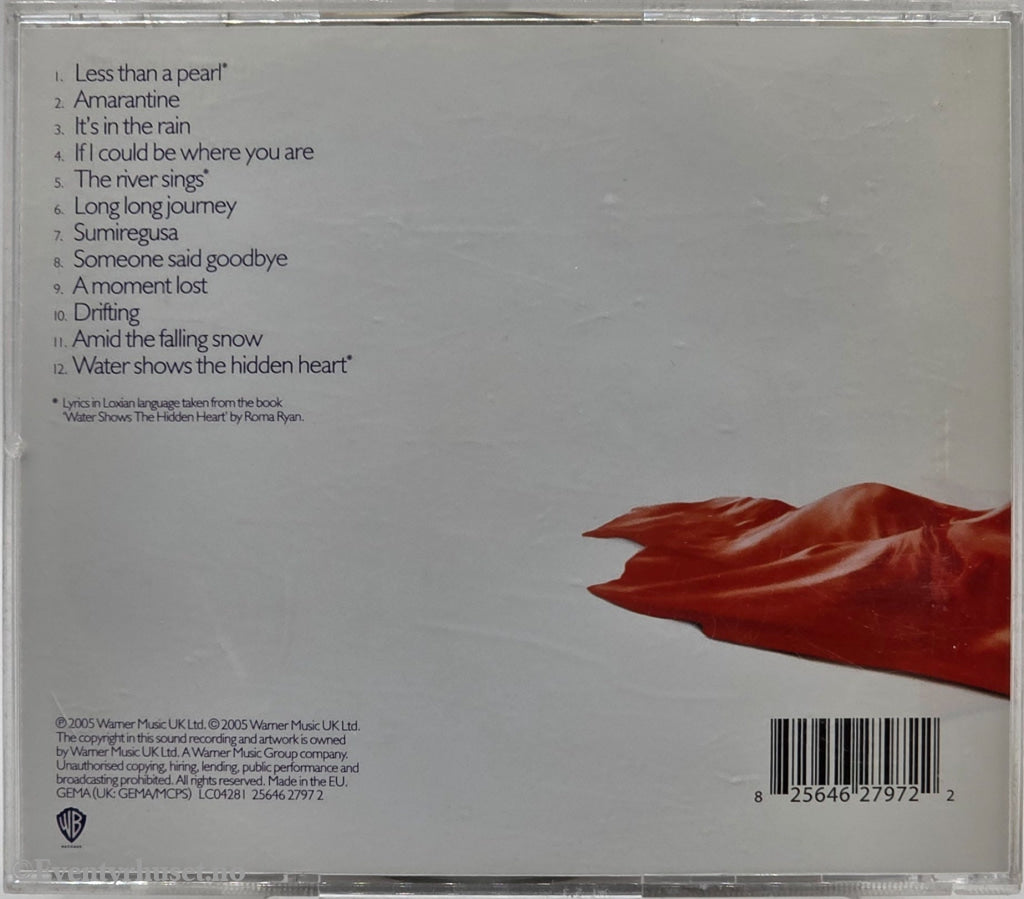 1. Less than a pearl*
2. Amarantine
3. It's in the rain
4. If I could be where you are
5. The river sings*
6. Long long journey
7. Sumiregusa
8. Someone said goodbye
9. A moment lost
10. Drifting
11. Amid the falling snow
12. Water shows the hidden heart*
* Lyrics in Loxian language taken from the book
'Water Shows The Hidden Heart' by Roma Ryan.
℗ 2005 Warner Music UK Ltd. © 2005 Warner Music UK Ltd.
The copyright in this sound recording and artwork is owned
by Warner Music UK Ltd. A Warner Music Group company.
Unauthorised copying, hiring, lending, public performance and
broadcasting prohibited. All rights reserved. Made in the EU.
GEMA (UK: GEMA/MCPS) LC04281 25646 2797 2
WB
8 25646 27972 2
©Eventyrhuset.no